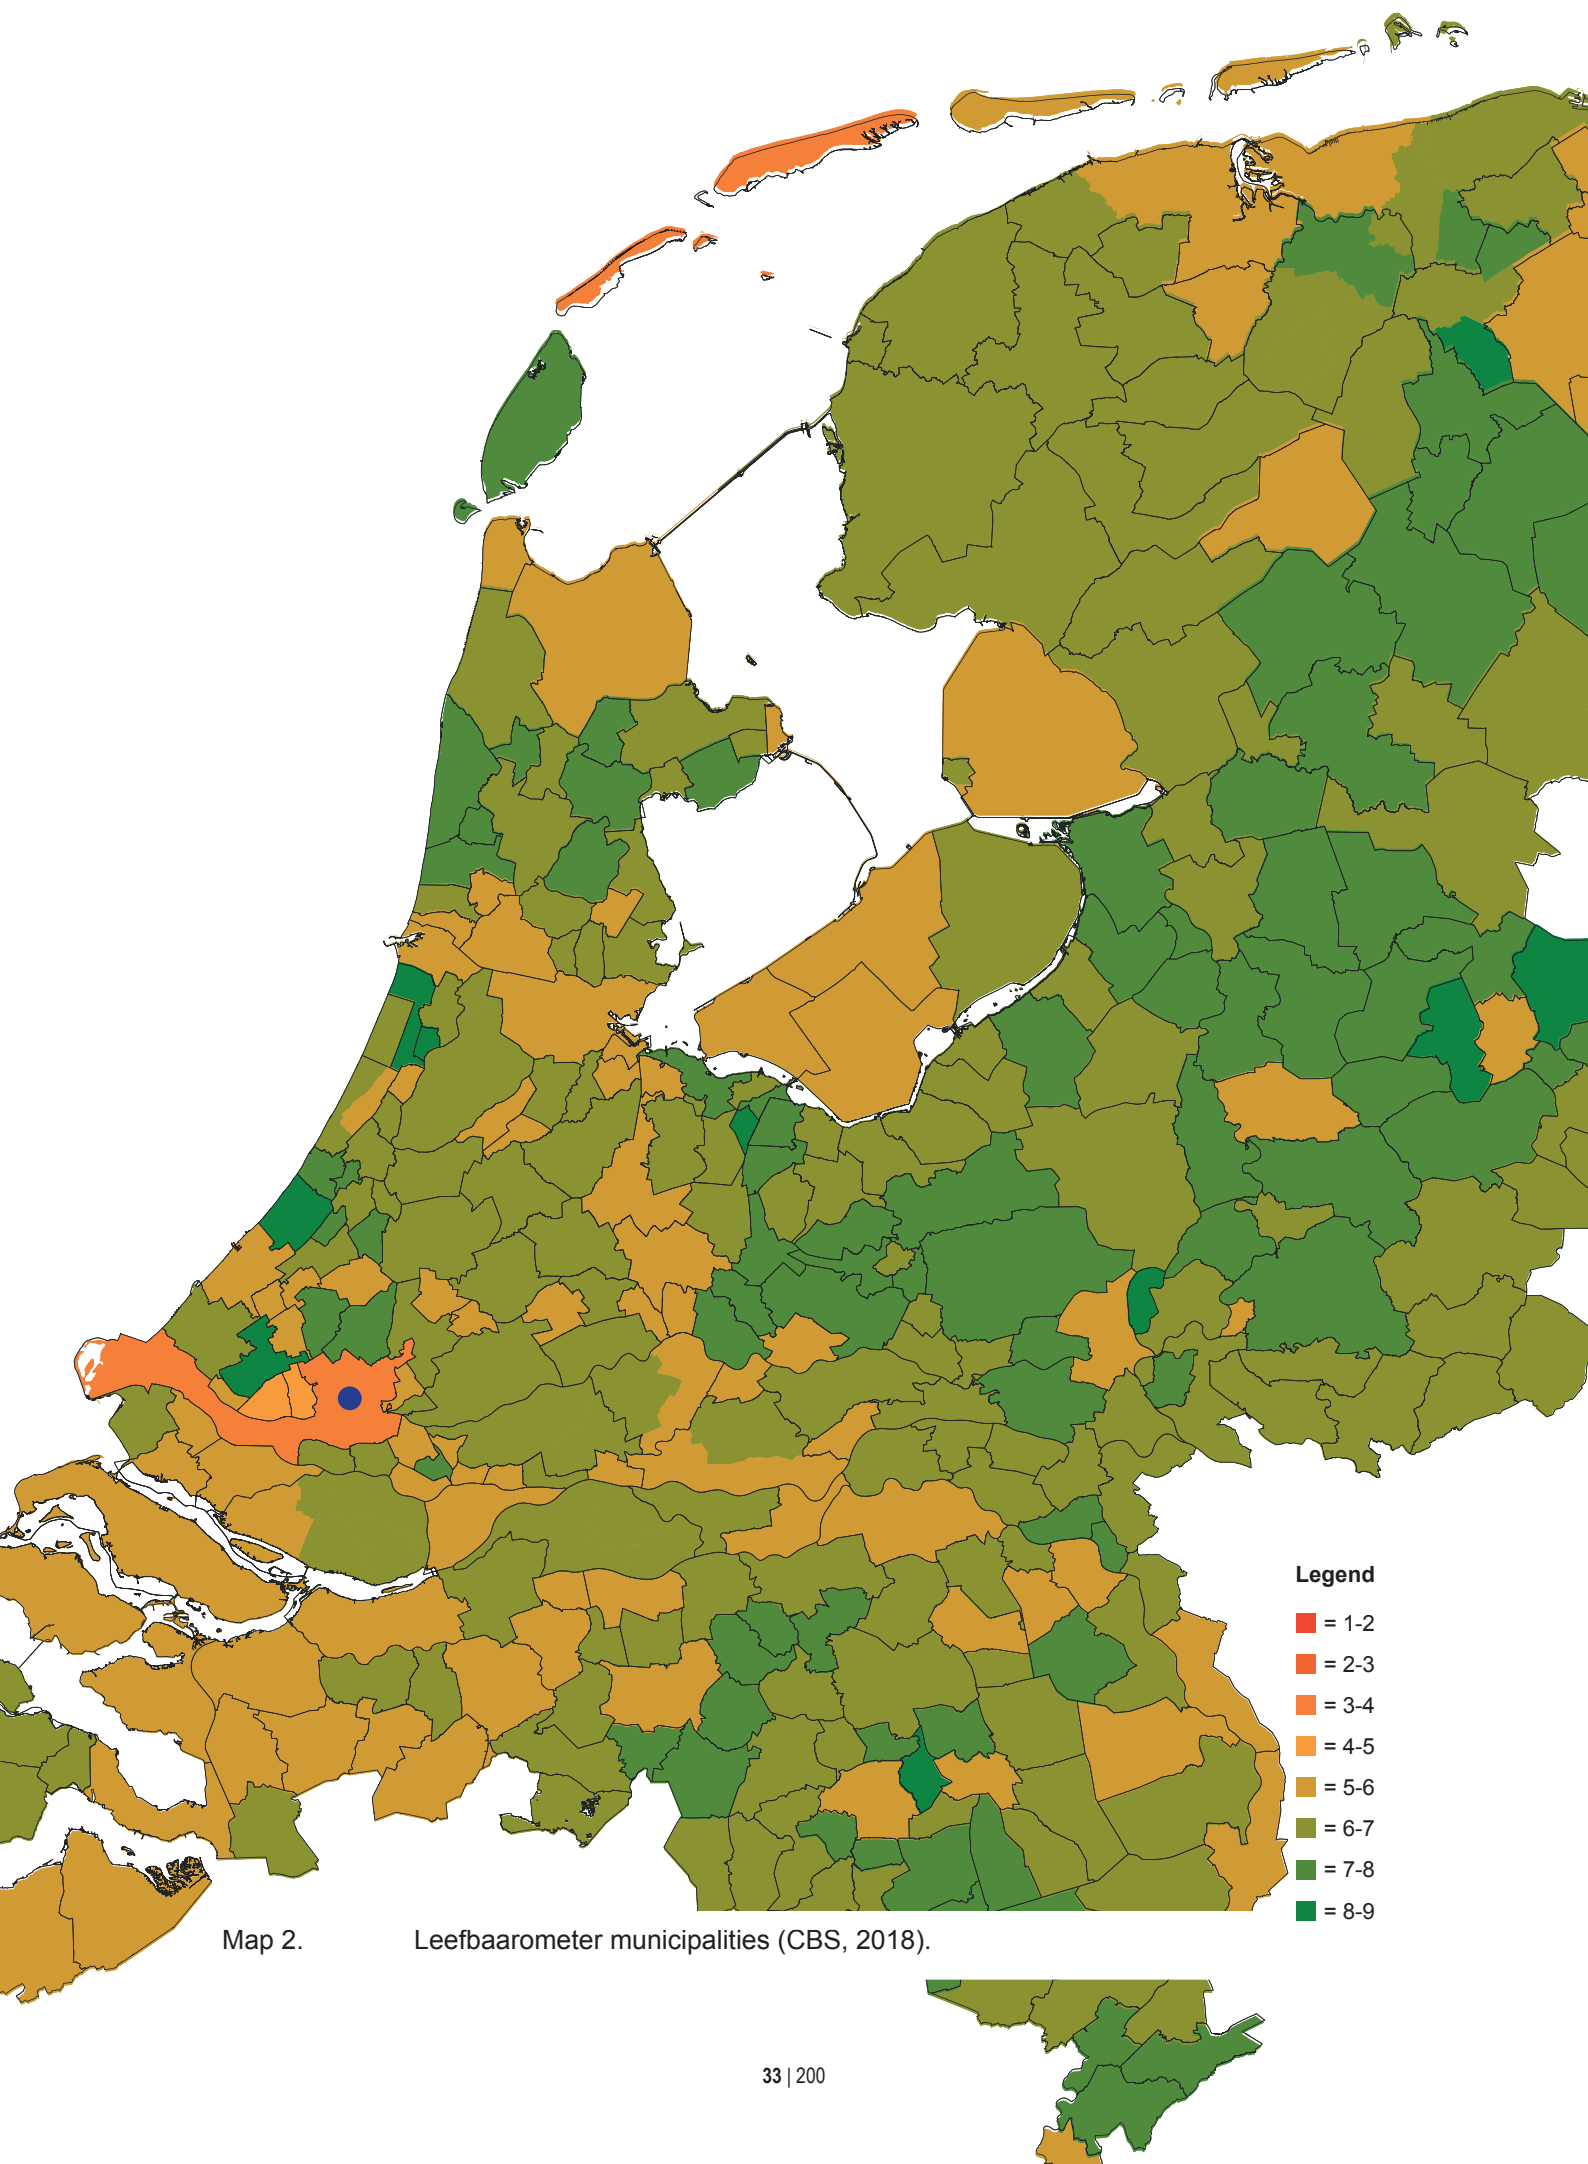 Legend
= 1-2
= 2-3
= 3-4
= 4-5
= 5-6
= 6-7
= 7-8
= 8-9
Map 2. Leefbaarometer municipalities (CBS, 2018).
33 | 200